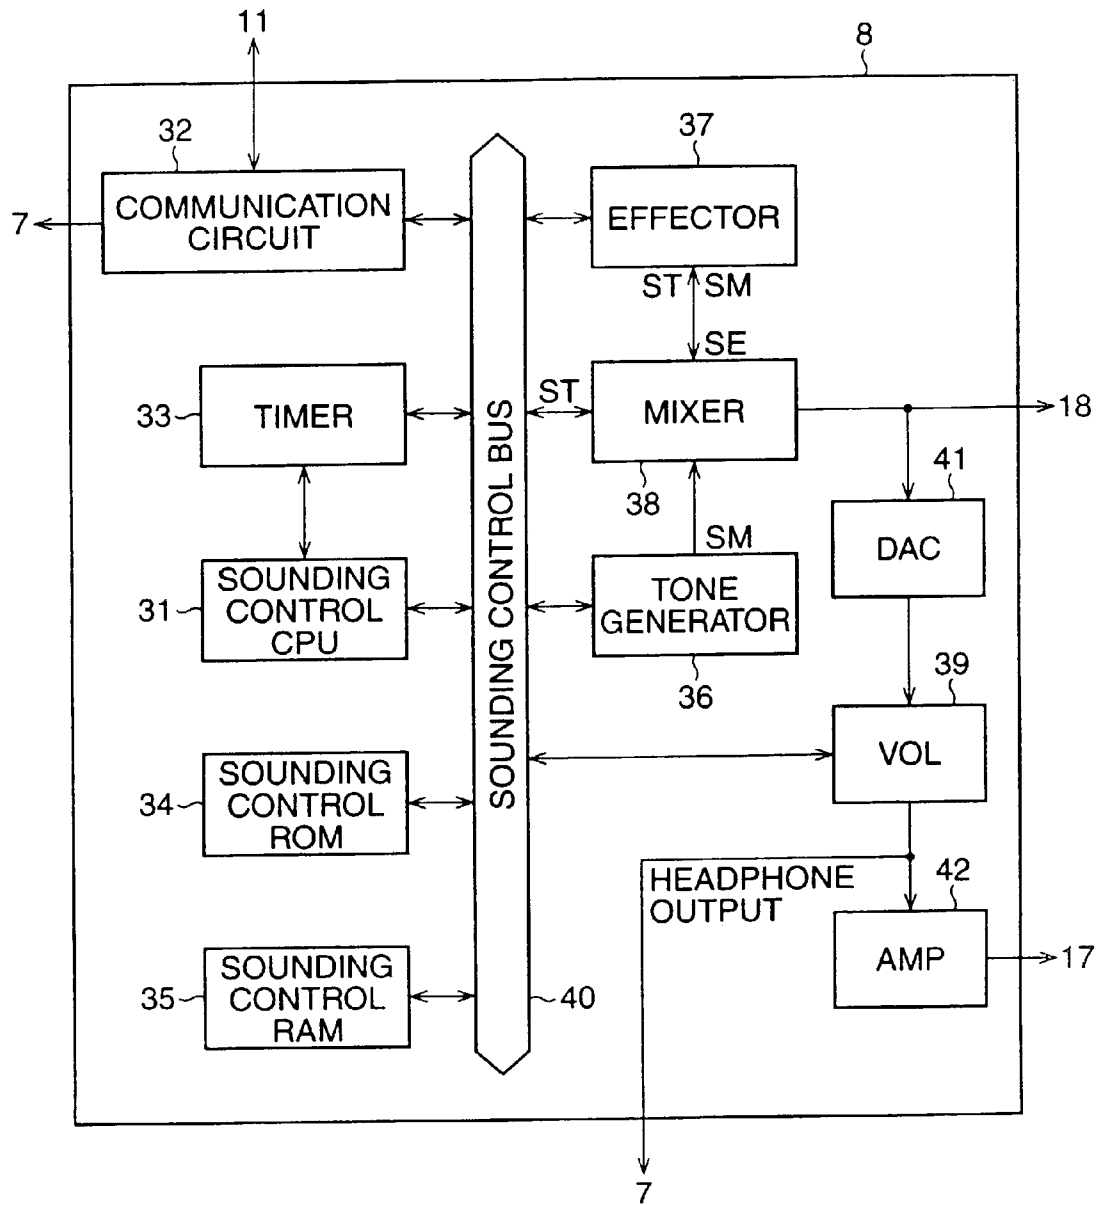 11
8
32
COMMUNICATION
CIRCUIT
7
37
EFFECTOR
ST
SM
SE
33
TIMER
ST
MIXER
38
18
41
DAC
SM
31
SOUNDING
CONTROL
CPU
TONE
GENERATOR
36
SOUNDING CONTROL BUS
39
VOL
34
SOUNDING
CONTROL
ROM
HEADPHONE
OUTPUT
42
AMP
17
35
SOUNDING
CONTROL
RAM
40
7